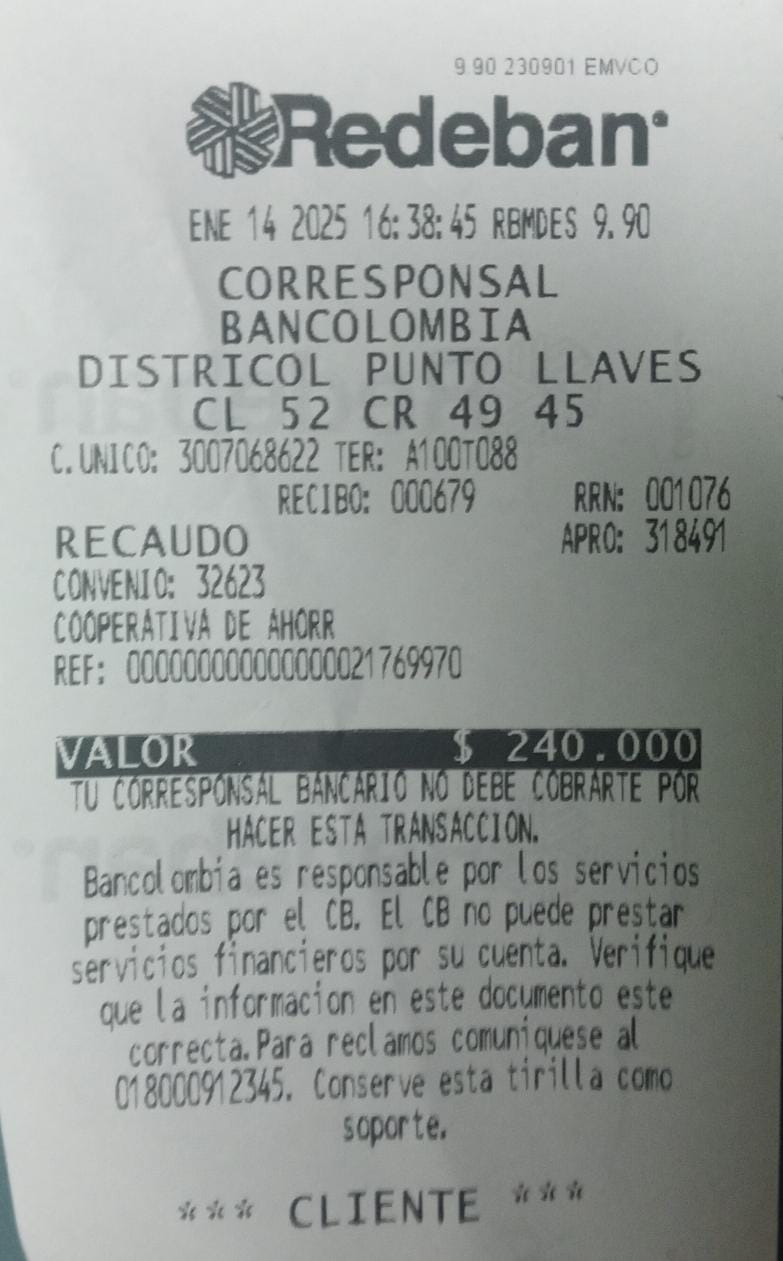 9.90 230901 EMVCO
Redeban
ENE 14 2025 16:38:45 RBMDES 9.90
CORRESPONSAL
BANCOLOMBIA
DISTRICOL PUNTO LLAVES
CL 52 CR 49 45
C.UNICO: 3007068622 TER: A100T088
RECIBO: 000679 RRN: 001076
RECAUDO APRO: 318491
CONVENIO: 32623
COOPERATIVA DE AHORR
REF: 000000000000000021769970
VALOR $ 240.000
TU CORRESPONSAL BANCARIO NO DEBE COBRARTE POR
HACER ESTA TRANSACCION.
Bancolombia es responsable por los servicios
prestados por el CB. El CB no puede prestar
servicios financieros por su cuenta. Verifique
que la informacion en este documento este
correcta.Para reclamos comuniquese al
018000912345. Conserve esta tirilla como
soporte.
*** CLIENTE ***